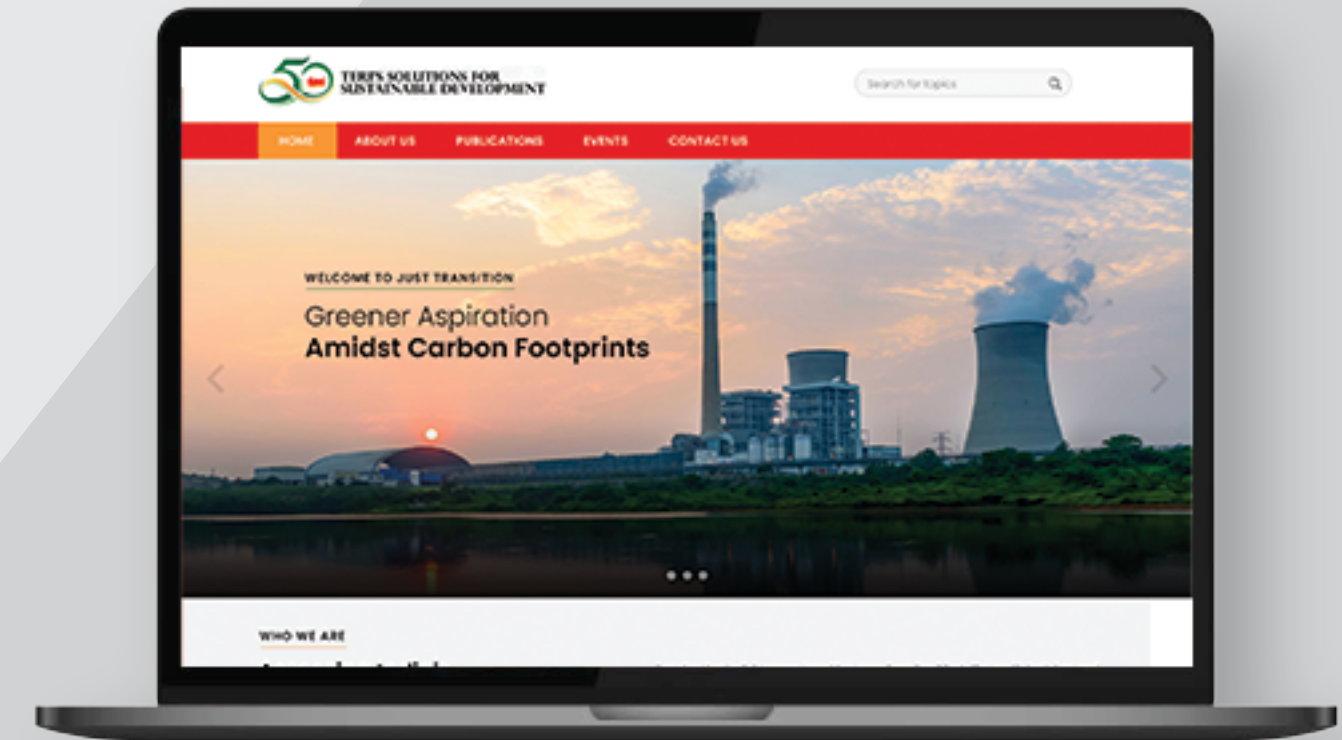 50
TERI'S SOLUTIONS FOR
SUSTAINABLE DEVELOPMENT
Search for topics
HOME ABOUT US PUBLICATIONS EVENTS CONTACT US
WELCOME TO JUST TRANSITION
Greener Aspiration
Amidst Carbon Footprints
WHO WE ARE